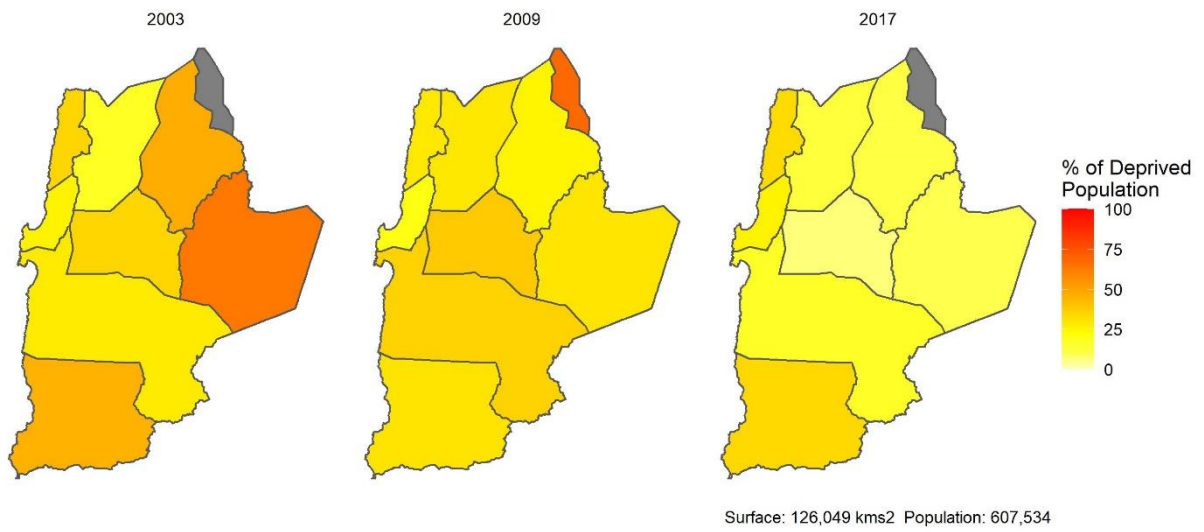 2003
2009
2017
% of Deprived
Population
100
75
50
25
0
Surface: 126,049 kms2 Population: 607,534